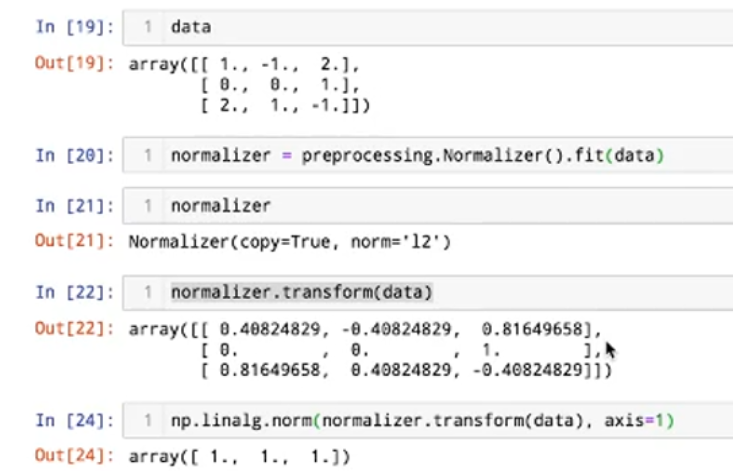 In [19]: 1 data
Out[19]: array([[ 1., -1., 2.],
[ 0., 0., 1.],
[ 2., 1., -1.]])
In [20]: 1 normalizer = preprocessing.Normalizer().fit(data)
In [21]: 1 normalizer
Out[21]: Normalizer(copy=True, norm='l2')
In [22]: 1 normalizer.transform(data)
Out[22]: array([[ 0.40824829, -0.40824829, 0.81649658],
[ 0. , 0. , 1. ],
[ 0.81649658, 0.40824829, -0.40824829]])
In [24]: 1 np.linalg.norm(normalizer.transform(data), axis=1)
Out[24]: array([ 1., 1., 1.])